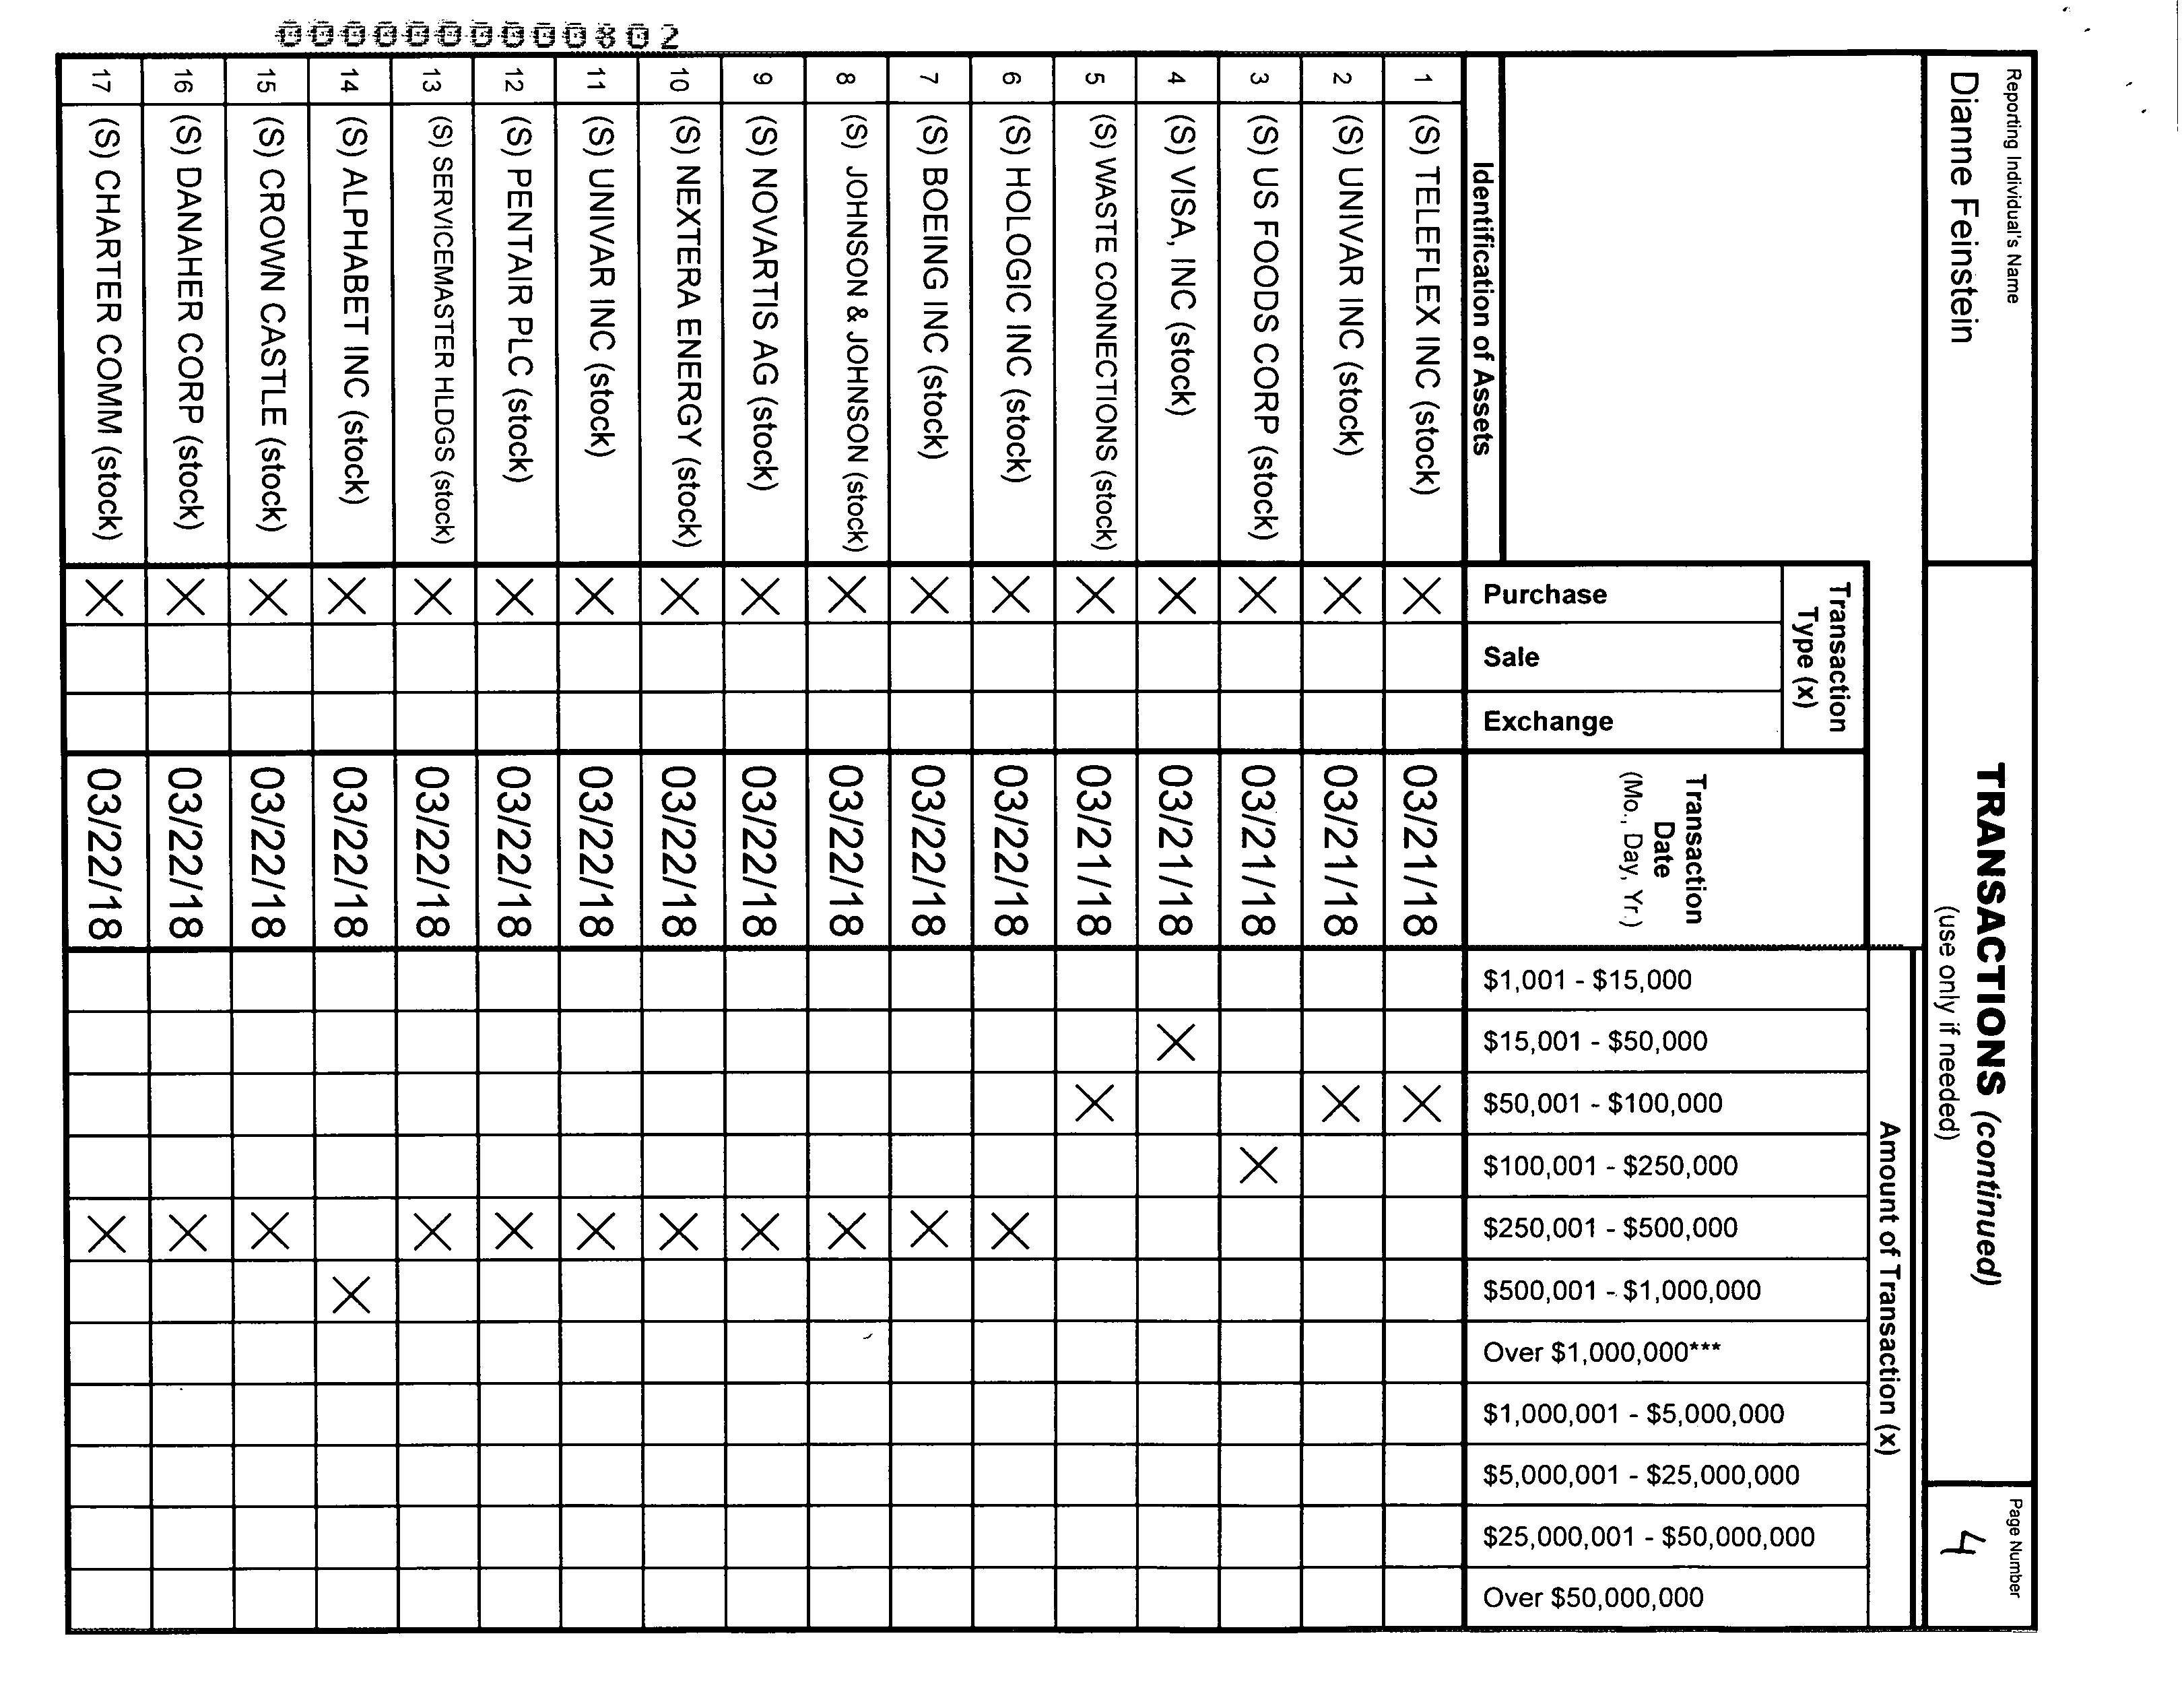 Reporting Individual's Name
Dianne Feinstein
TRANSACTIONS (continued)
(use only if needed)
Page Number
4
Transaction
Type (x)
Amount of Transaction (x)
Identification of Assets
Purchase
Sale
Exchange
Transaction
Date
(Mo., Day, Yr.)
$1,001 - $15,000
$15,001 - $50,000
$50,001 - $100,000
$100,001 - $250,000
$250,001 - $500,000
$500,001 - $1,000,000
Over $1,000,000***
$1,000,001 - $5,000,000
$5,000,001 - $25,000,000
$25,000,001 - $50,000,000
Over $50,000,000
1 (S) TELEFLEX INC (stock) X 03/21/18 X
2 (S) UNIVAR INC (stock) X 03/21/18 X
3 (S) US FOODS CORP (stock) X 03/21/18 X
4 (S) VISA, INC (stock) X 03/21/18 X
5 (S) WASTE CONNECTIONS (stock) X 03/21/18 X
6 (S) HOLOGIC INC (stock) X 03/22/18 X
7 (S) BOEING INC (stock) X 03/22/18 X
8 (S) JOHNSON & JOHNSON (stock) X 03/22/18 X
9 (S) NOVARTIS AG (stock) X 03/22/18 X
10 (S) NEXTERA ENERGY (stock) X 03/22/18 X
11 (S) UNIVAR INC (stock) X 03/22/18 X
12 (S) PENTAIR PLC (stock) X 03/22/18 X
13 (S) SERVICEMASTER HLDGS (stock) X 03/22/18 X
14 (S) ALPHABET INC (stock) X 03/22/18 X
15 (S) CROWN CASTLE (stock) X 03/22/18 X
16 (S) DANAHER CORP (stock) X 03/22/18 X
17 (S) CHARTER COMM (stock) X 03/22/18 X
0000000000802